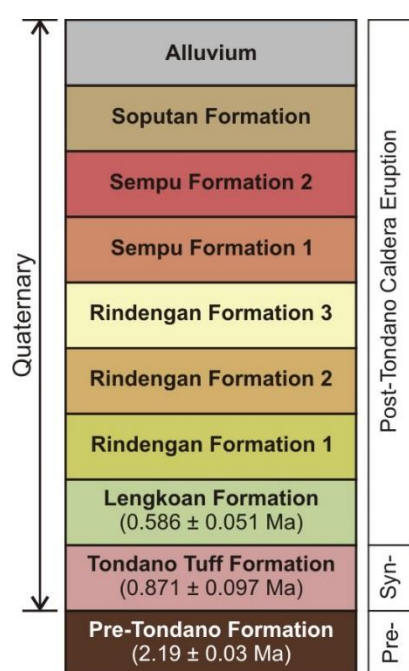 Quaternary
Alluvium
Soputan Formation
Sempu Formation 2
Sempu Formation 1
Rindengan Formation 3
Rindengan Formation 2
Rindengan Formation 1
Lengkoan Formation
(0.586 ± 0.051 Ma)
Tondano Tuff Formation
(0.871 ± 0.097 Ma)
Pre-Tondano Formation
(2.19 ± 0.03 Ma)
Post-Tondano Caldera Eruption
Syn-
Pre-